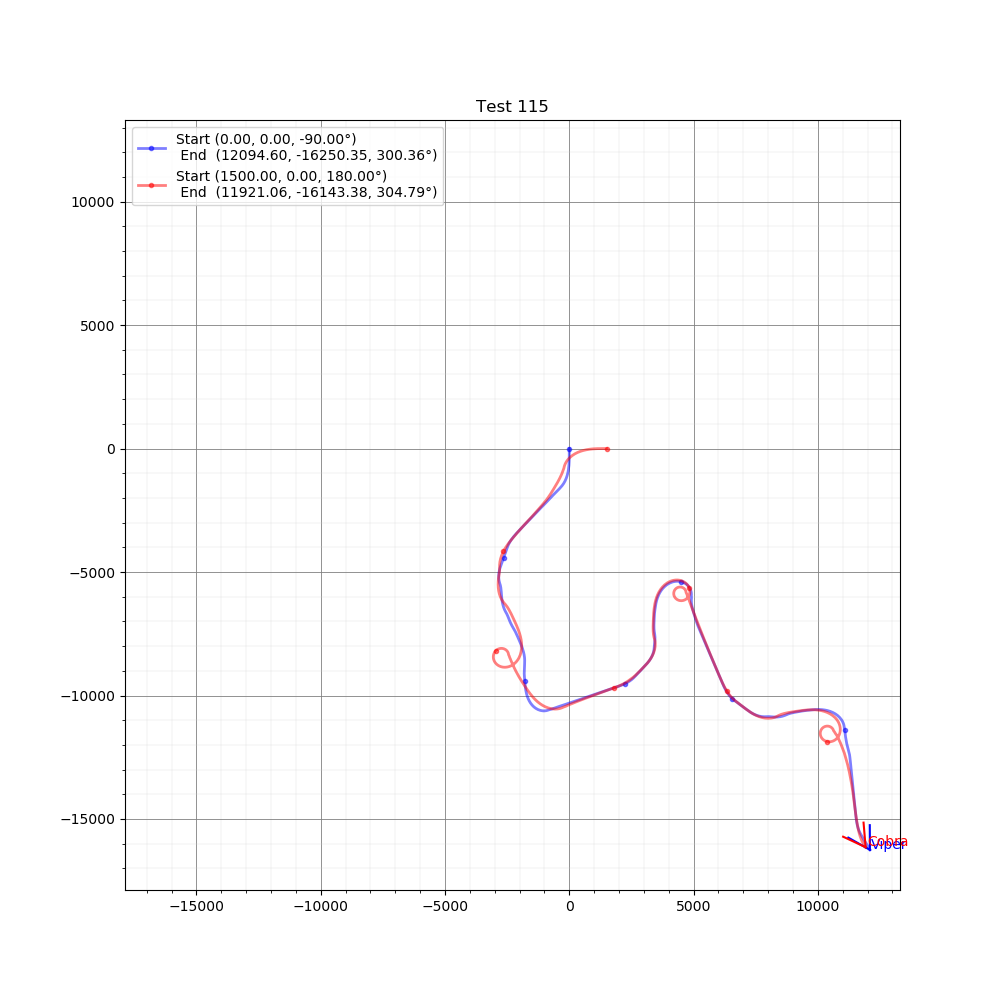 Test 115
Start (0.00, 0.00, -90.00°)
End (12094.60, -16250.35, 300.36°)
Start (1500.00, 0.00, 180.00°)
End (11921.06, -16143.38, 304.79°)
10000
5000
0
−5000
−10000
−15000
Cobra
Viper
−15000
−10000
−5000
0
5000
10000